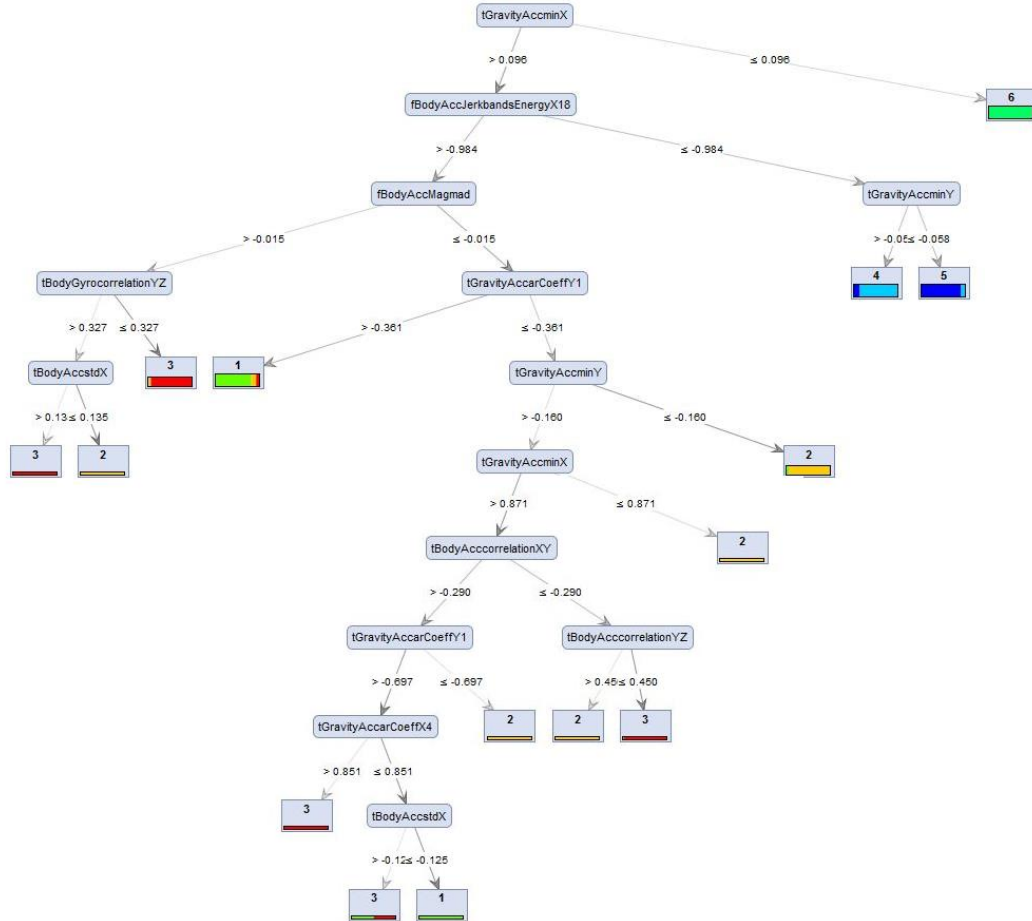 tGravityAccminX
> 0.096 ≤ 0.096
fBodyAccJerkbandsEnergyX18
6
> -0.984 ≤ -0.984
fBodyAccMagmad
tGravityAccminY
> -0.015 ≤ -0.015
> -0.05 ≤ -0.058
tBodyGyrocorrelationYZ
tGravityAccarCoeffY1
4
5
> 0.327 ≤ 0.327
> -0.361 ≤ -0.361
tBodyAccstdX
3
1
tGravityAccminY
> 0.13 ≤ 0.135
> -0.160 ≤ -0.160
3
2
tGravityAccminX
2
> 0.871 ≤ 0.871
tBodyAcccorrelationXY
2
> -0.290 ≤ -0.290
tGravityAccarCoeffY1
tBodyAcccorrelationYZ
> -0.697 ≤ -0.697
> 0.45 ≤ 0.450
tGravityAccarCoeffX4
2
2
3
> 0.851 ≤ 0.851
3
tBodyAccstdX
> -0.12 ≤ -0.125
3
1